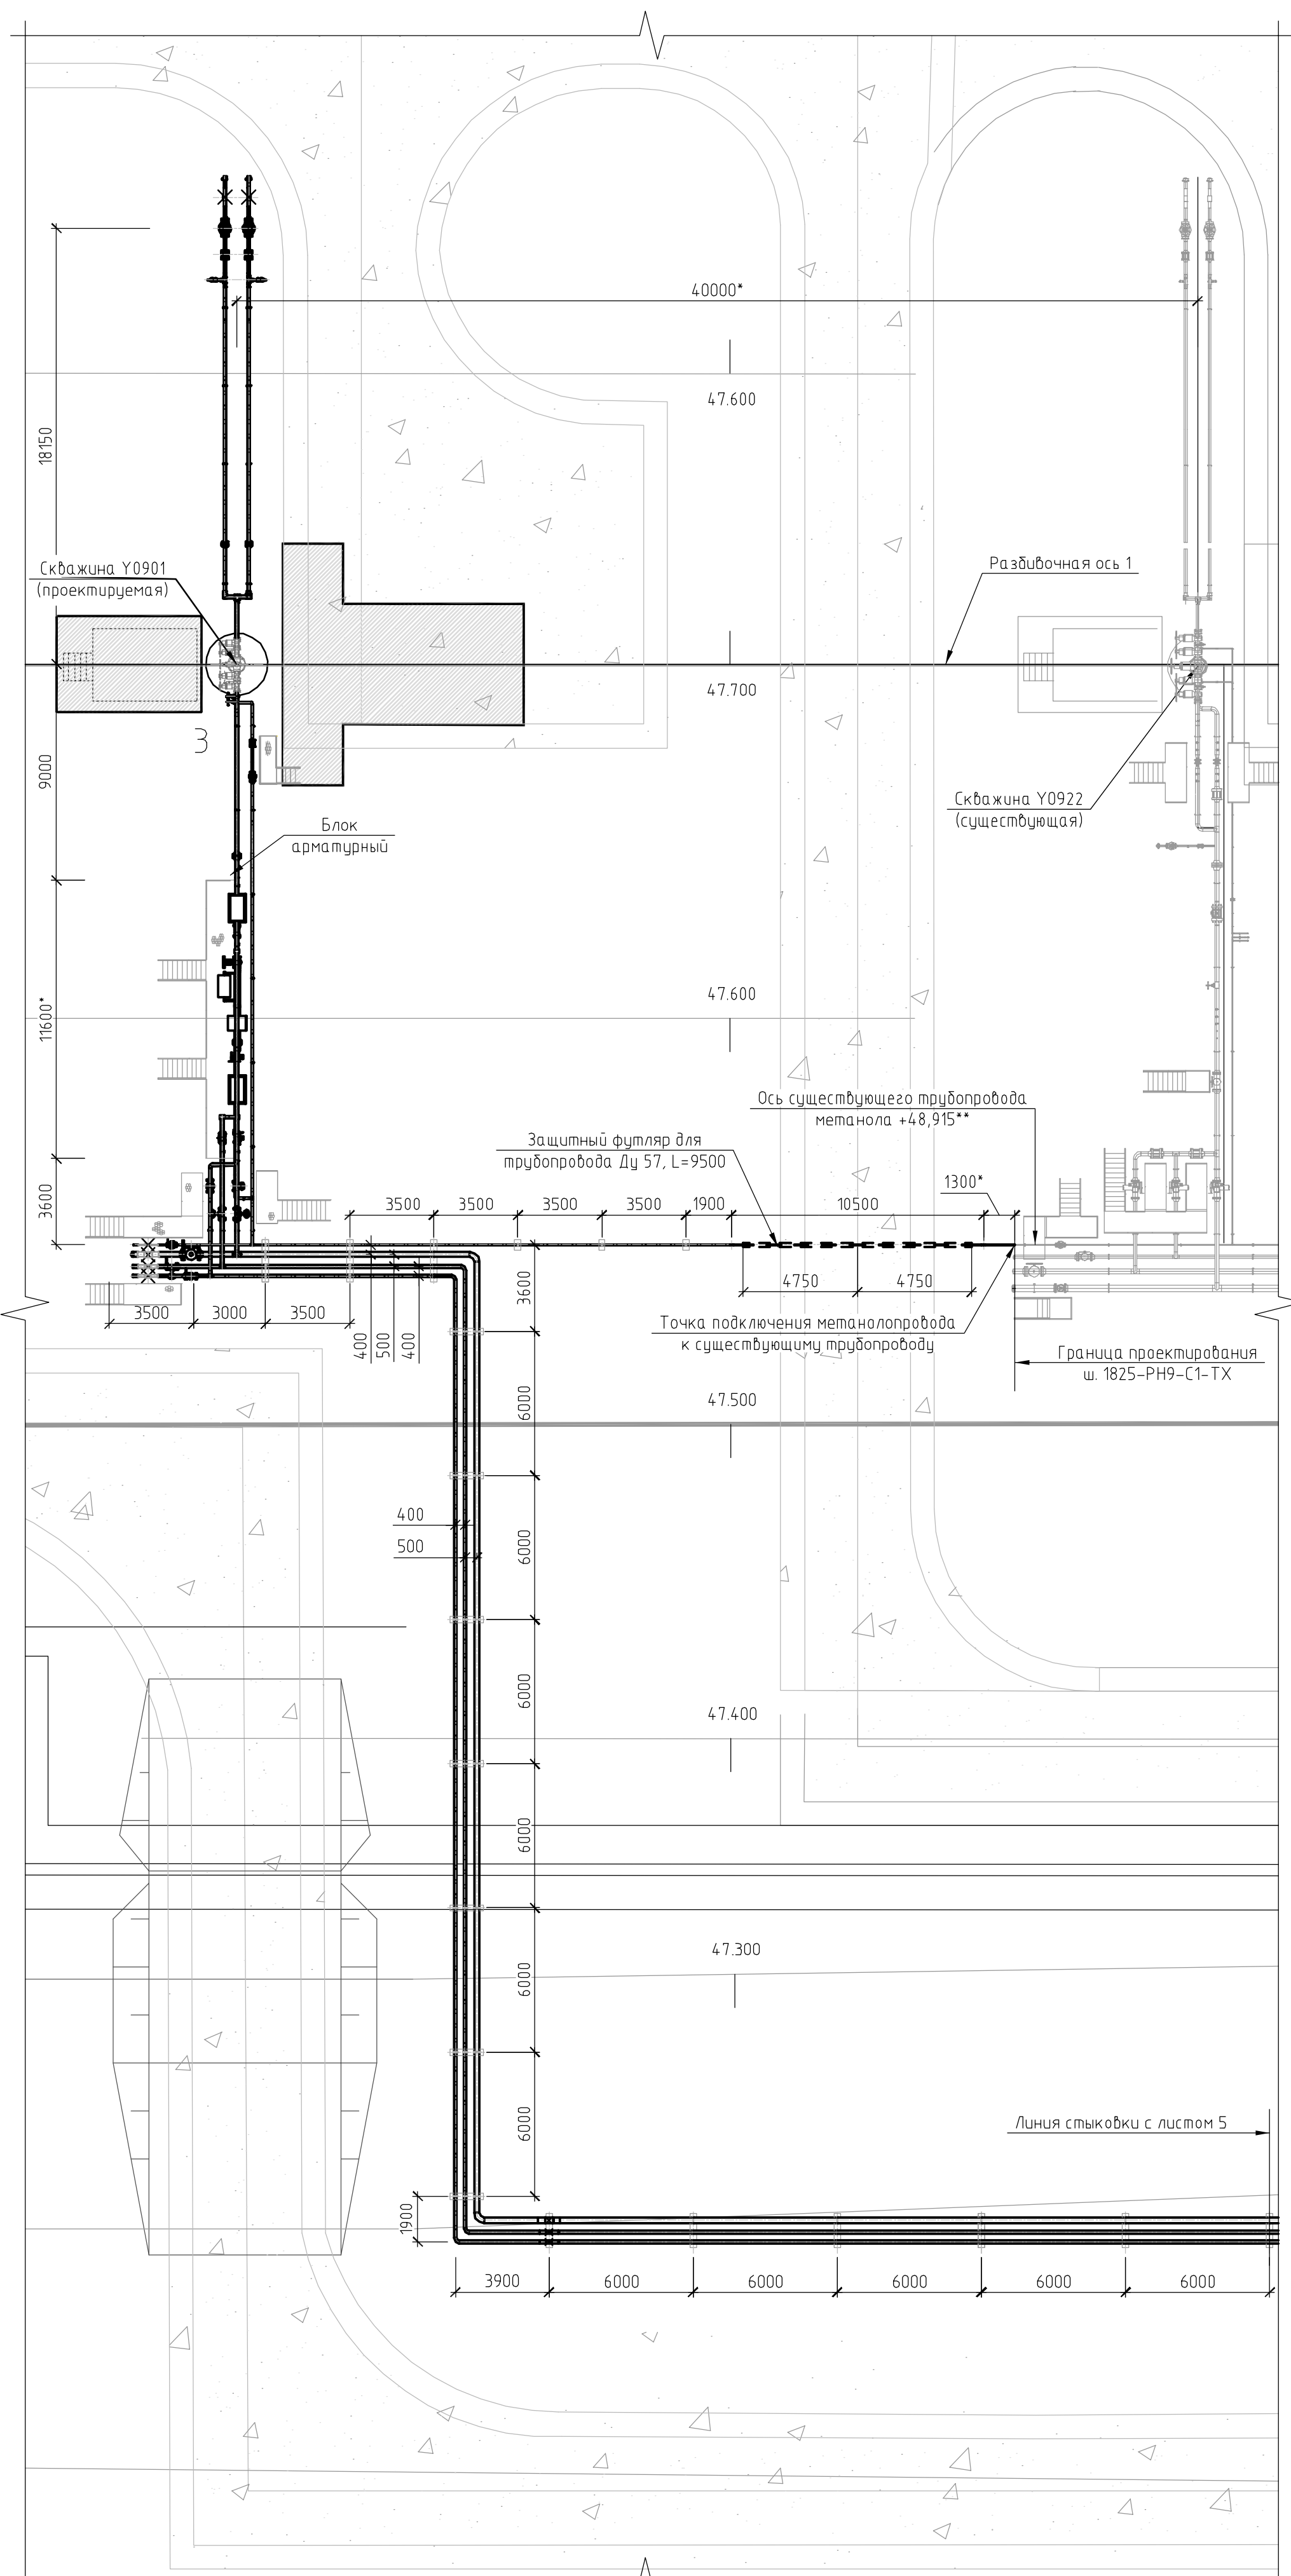 40000*
47.600
18150
Скважина Y0901
(проектируемая)
Разбивочная ось 1
47.700
3
9000
Скважина Y0922
(существующая)
Блок
арматурный
47.600
11600*
Ось существующего трубопровода
метанола +48,915**
Защитный футляр для
трубопровода Ду 57, L=9500
1300*
3600
3500
3500
3500
3500
1900
10500
3600
4750
4750
3500
3000
3500
400
500
400
Точка подключения метанолопровода
к существующему трубопроводу
Граница проектирования
ш. 1825-РН9-С1-ТХ
47.500
6000
400
500
6000
6000
47.400
6000
47.300
6000
6000
Линия стыковки с листом 5
1900
3900
6000
6000
6000
6000
6000